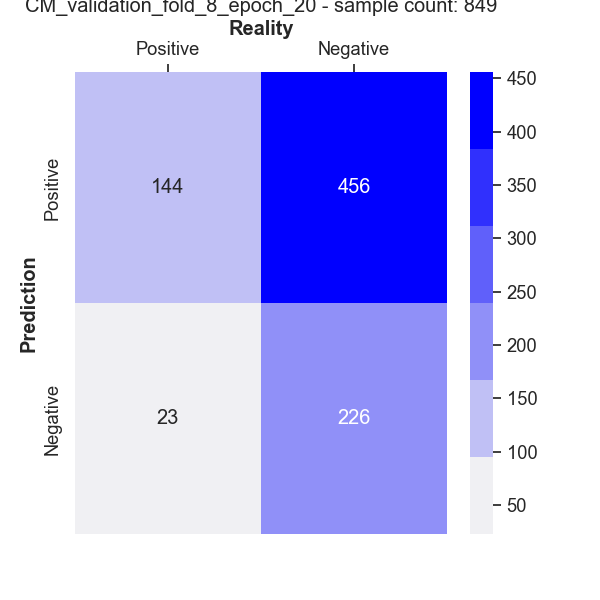 CM_validation_fold_8_epoch_20 - sample count: 849
Reality
Positive Negative
450
400
350
300
250
200
150
100
50
Prediction
Positive
Negative
144 456
23 226